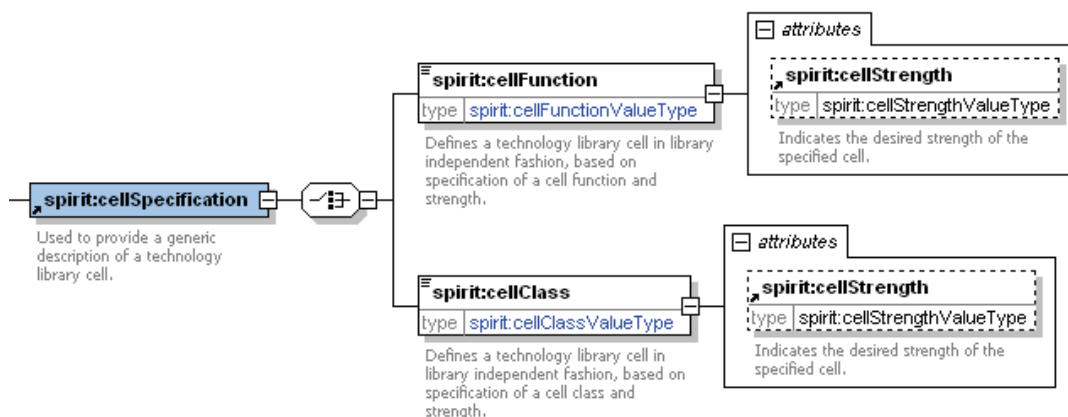 attributes
spirit:cellStrength
type spirit:cellStrengthValueType
Indicates the desired strength of the
specified cell.
spirit:cellFunction
type spirit:cellFunctionValueType
Defines a technology library cell in library
independent fashion, based on
specification of a cell function and
strength.
spirit:cellSpecification
Used to provide a generic
description of a technology
library cell.
attributes
spirit:cellStrength
type spirit:cellStrengthValueType
Indicates the desired strength of the
specified cell.
spirit:cellClass
type spirit:cellClassValueType
Defines a technology library cell in
library independent fashion, based on
specification of a cell class and
strength.